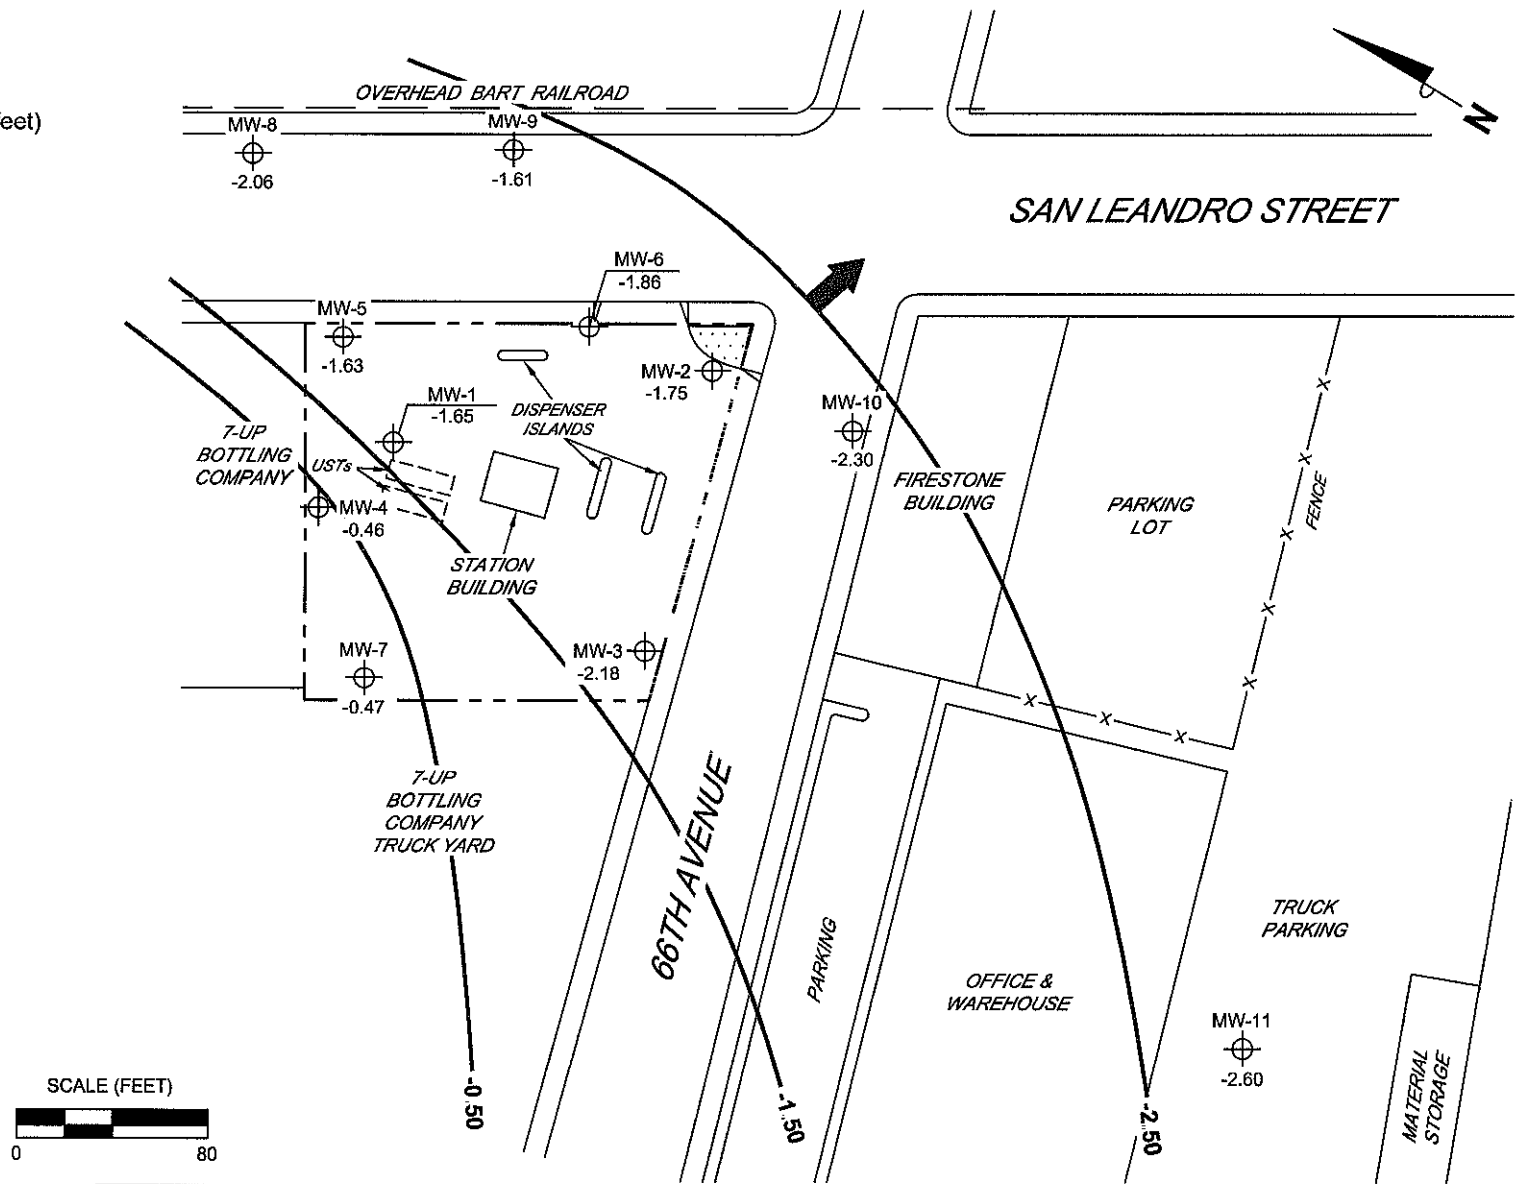 OVERHEAD BART RAILROAD
eet)
MW-8
-2.06
MW-9
-1.61
N
SAN LEANDRO STREET
MW-6
-1.86
MW-5
-1.63
MW-2
-1.75
MW-1
-1.65
DISPENSER
ISLANDS
MW-10
-2.30
7-UP
BOTTLING
COMPANY
USTs
MW-4
-0.46
FIRESTONE
BUILDING
PARKING
LOT
FENCE
STATION
BUILDING
MW-7
-0.47
MW-3
-2.18
7-UP
BOTTLING
COMPANY
TRUCK YARD
66TH AVENUE
PARKING
OFFICE &
WAREHOUSE
TRUCK
PARKING
MW-11
-2.60
MATERIAL
STORAGE
SCALE (FEET)
0 80
-0.50
-1.50
-2.50
X
X
X
X
X
X
X
X